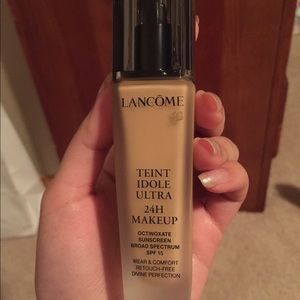 LANCÔME
TEINT
IDOLE
ULTRA
24H
MAKEUP
OCTINOXATE
SUNSCREEN
BROAD SPECTRUM
SPF 15
WEAR & COMFORT
RETOUCH-FREE
DIVINE PERFECTION